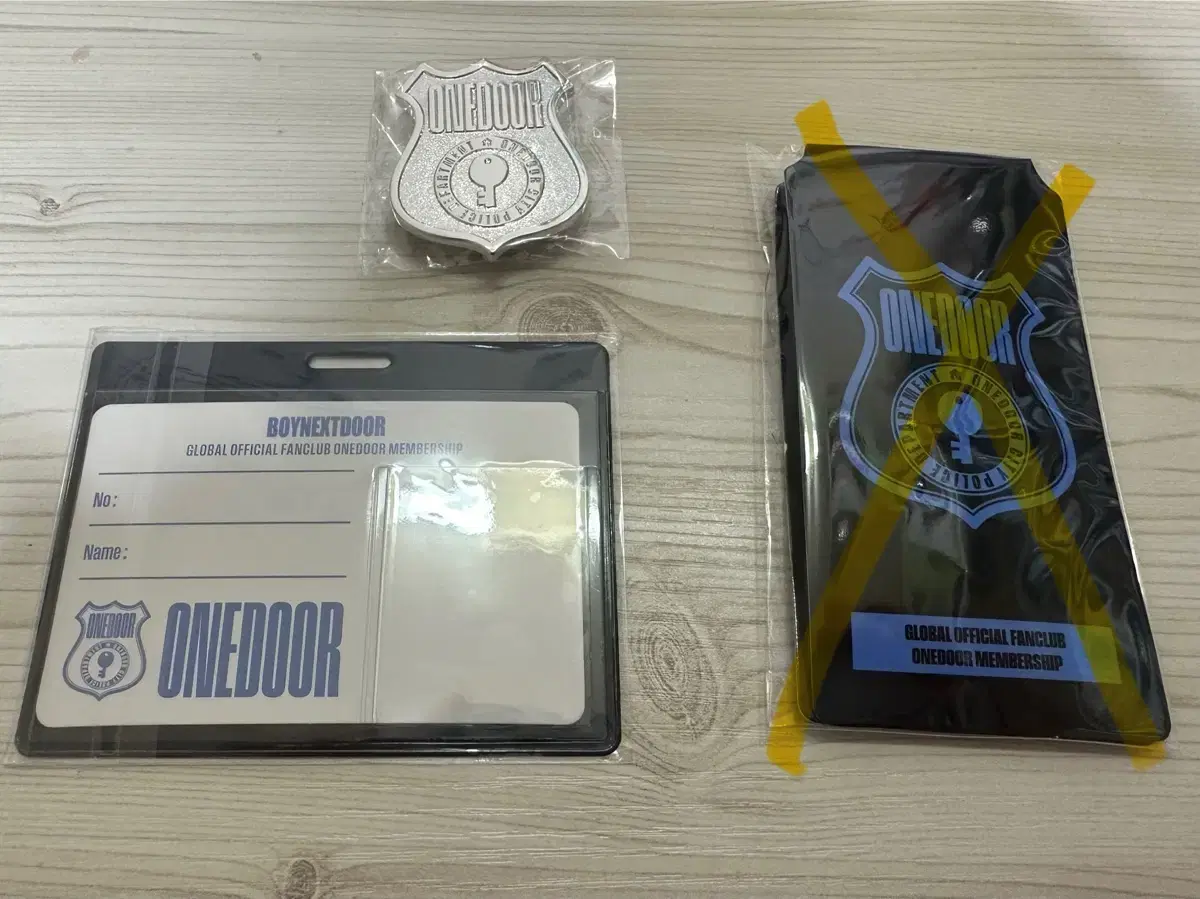 ONEDOOR
DEPARTMENT ☆ ONEDOOR CITY POLICE
BOYNEXTDOOR
GLOBAL OFFICIAL FANCLUB ONEDOOR MEMBERSHIP
No:
Name:
ONEDOOR
ONEDOOR
ONEDOOR
DEPARTMENT ☆ ONEDOOR CITY POLICE
GLOBAL OFFICIAL FANCLUB
ONEDOOR MEMBERSHIP